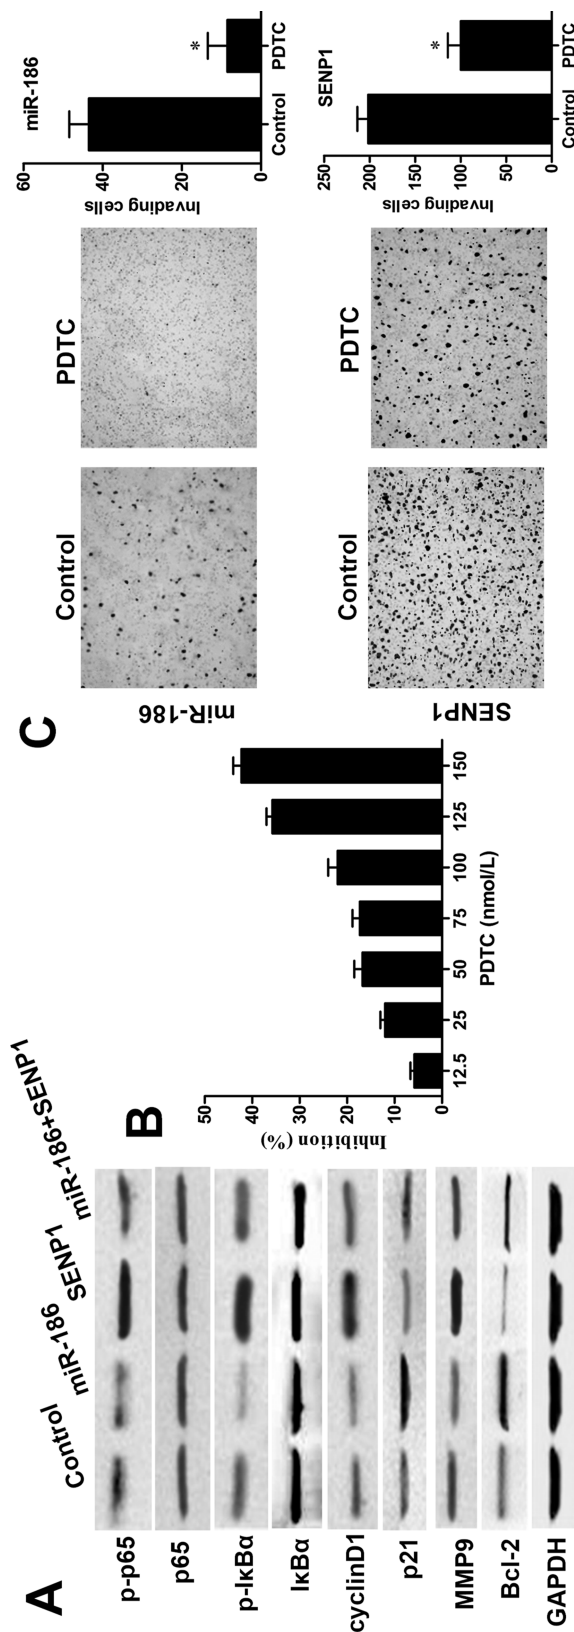 A
Control
miR-186
SENP1
miR-186+SENP1
p-p65
p65
p-IκBα
IκBα
cyclinD1
p21
MMP9
Bcl-2
GAPDH
B
Inhibition (%)
50
40
30
20
10
0
12.5 25 50 75 100 125 150
PDTC (nmol/L)
C
Control PDTC
miR-186
miR-186
Invading cells
60
40
20
0
*
Control PDTC
Control PDTC
SENP1
SENP1
Invading cells
250
200
150
100
50
0
*
Control PDTC